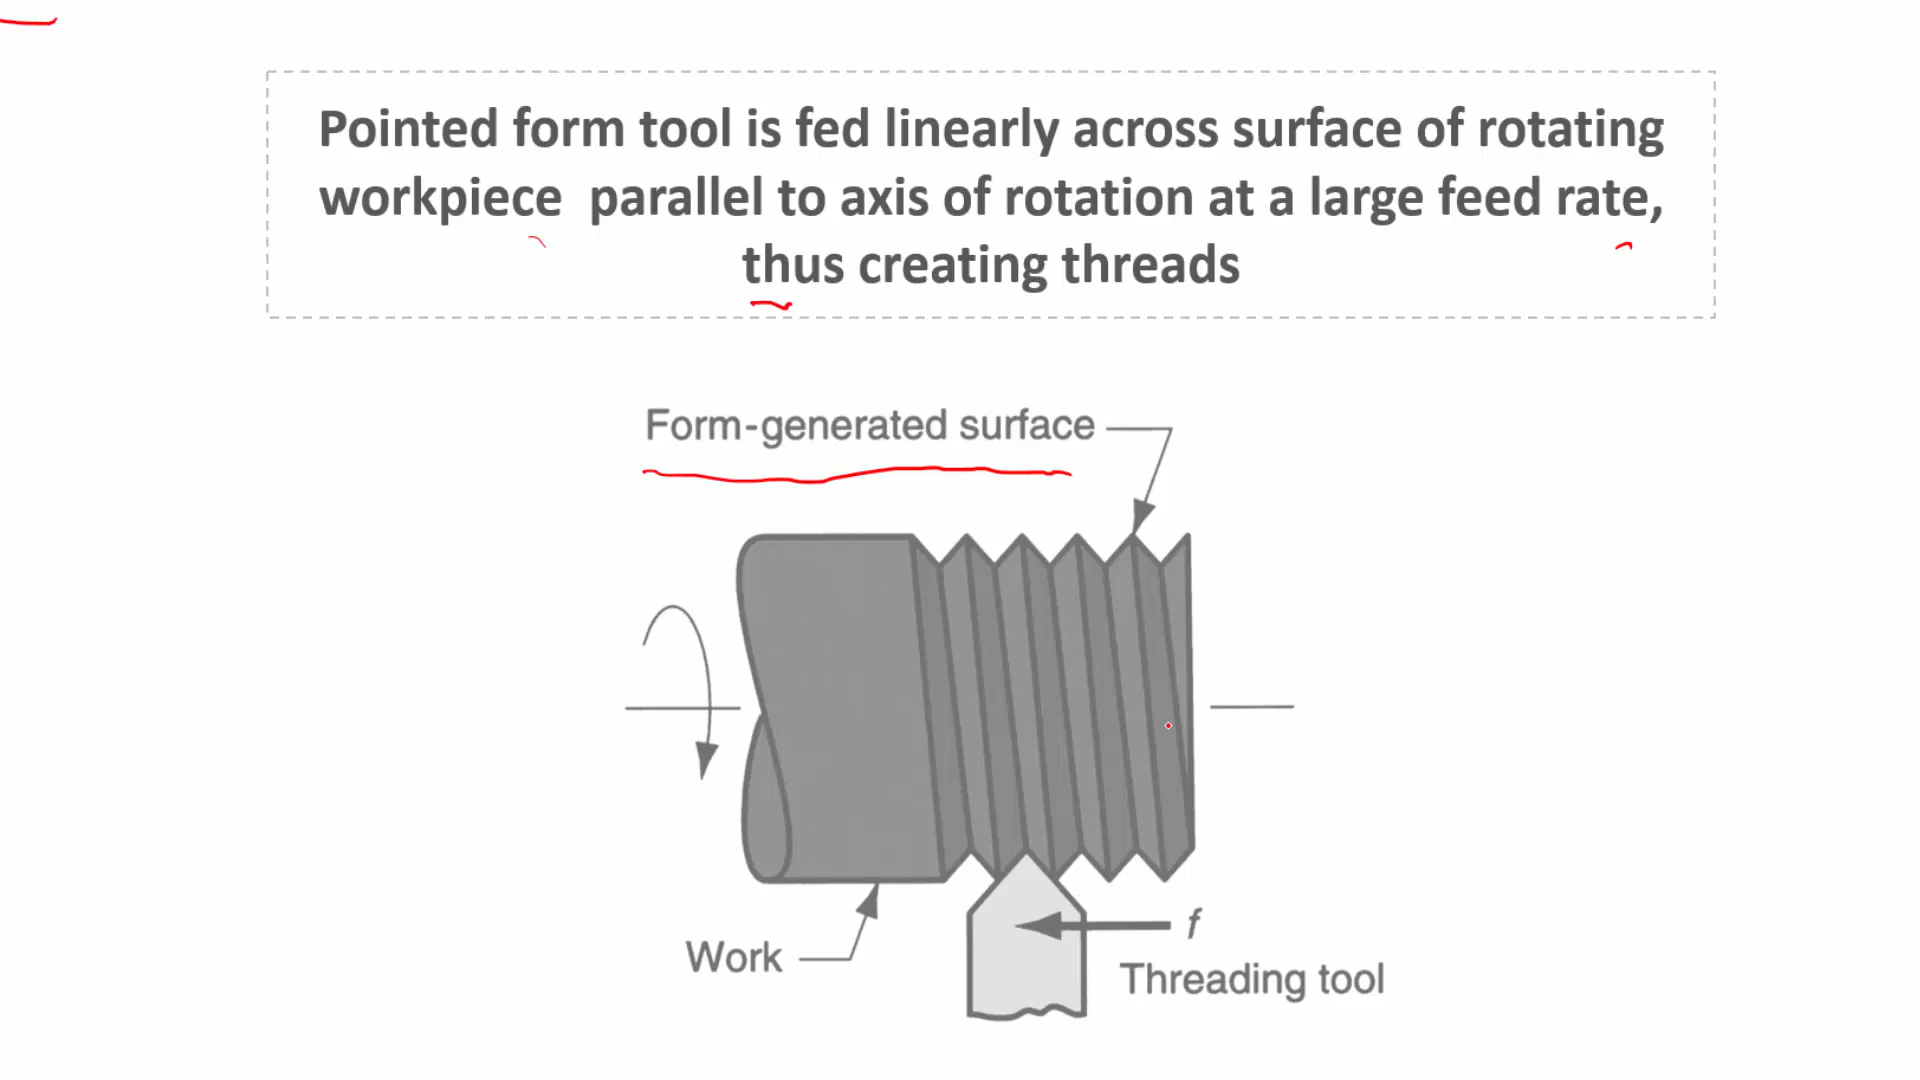 Pointed form tool is fed linearly across surface of rotating
workpiece  parallel to axis of rotation at a large feed rate,
thus creating threads
Form-generated surface
Work
f
Threading tool